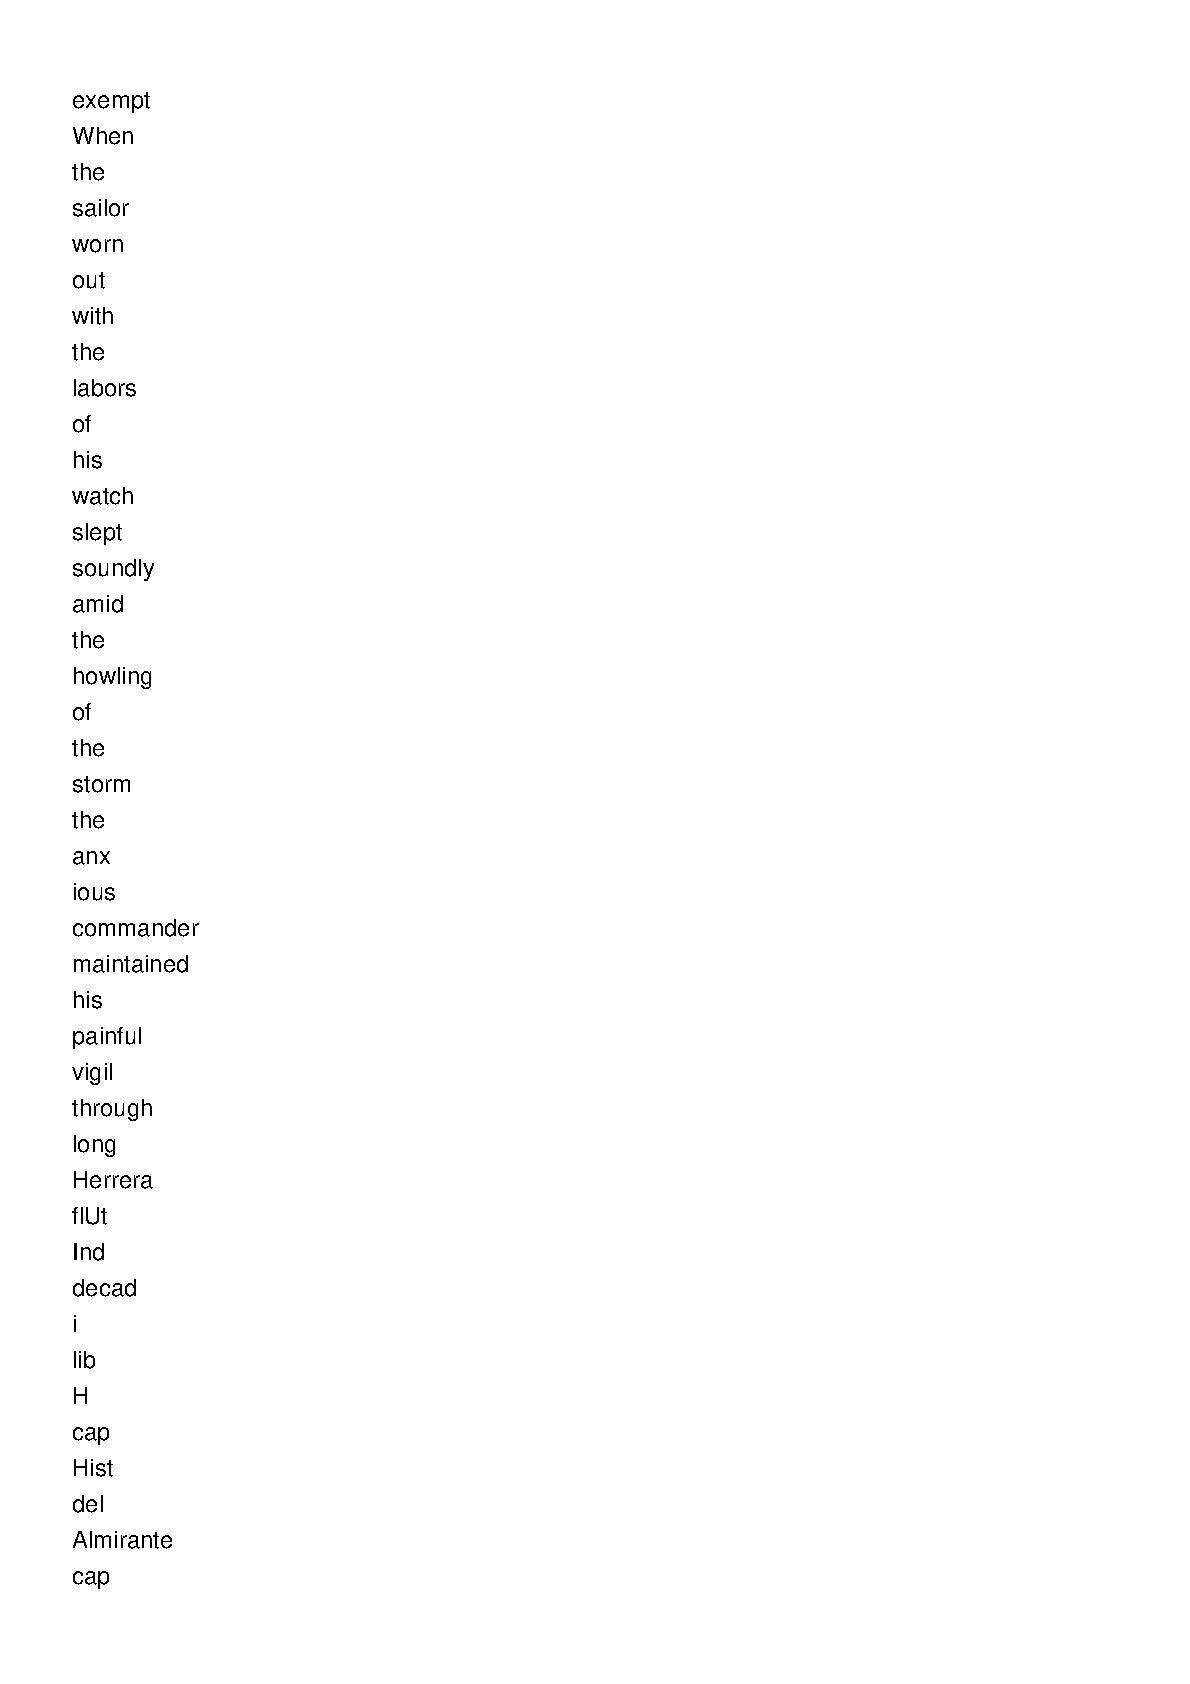 exempt
When
the
sailor
worn
out
with
the
labors
of
his
watch
slept
soundly
amid
the
howling
of
the
storm
the
anx
ious
commander
maintained
his
painful
vigil
through
long
Herrera
flUt
Ind
decad
i
lib
H
cap
Hist
del
Almirante
cap